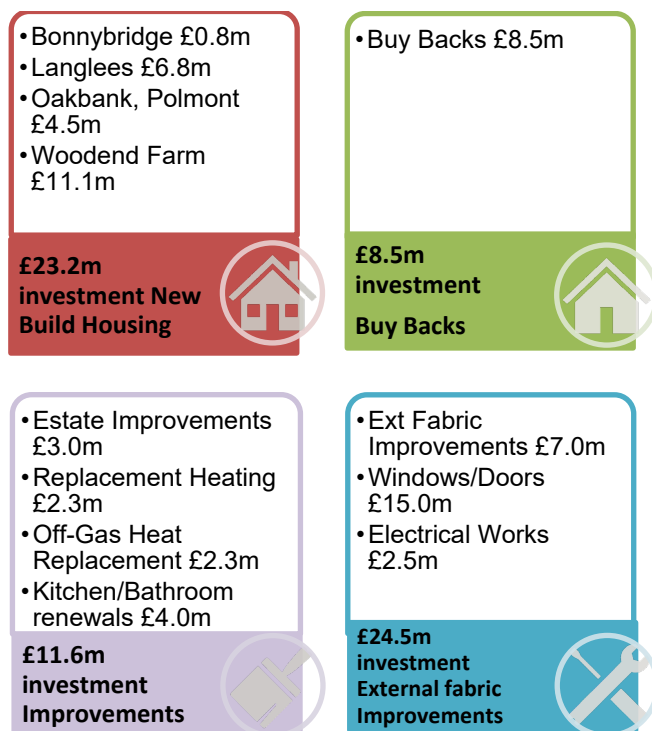 •Bonnybridge £0.8m
•Langlees £6.8m
•Oakbank, Polmont
£4.5m
•Woodend Farm
£11.1m
£23.2m
investment New
Build Housing
•Buy Backs £8.5m
£8.5m
investment
Buy Backs
•Estate Improvements
£3.0m
•Replacement Heating
£2.3m
•Off-Gas Heat
Replacement £2.3m
•Kitchen/Bathroom
renewals £4.0m
£11.6m
investment
Improvements
•Ext Fabric
Improvements £7.0m
•Windows/Doors
£15.0m
•Electrical Works
£2.5m
£24.5m
investment
External fabric
Improvements